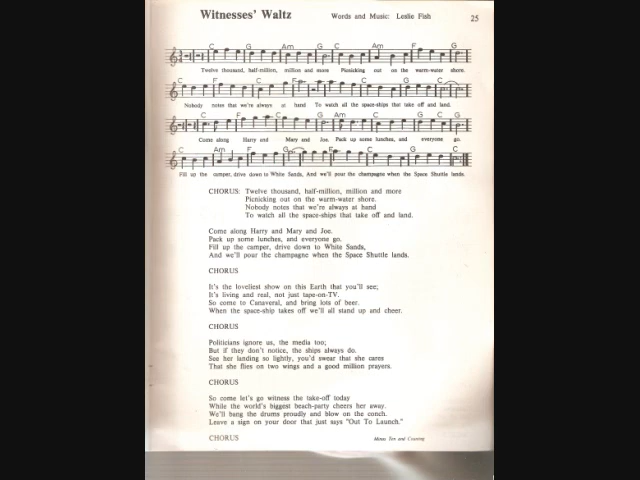 Witnesses' Waltz
Words and Music: Leslie Fish
25
C G Am G C Am F G
Twelve thousand, half-million, million and more Picnicking out on the warm-water shore.
C F C G C
Nobody notes that we're always at hand To watch all the space-ships that take off and land.
C F C G Am G
Come along Harry and Mary and Joe. Pack up some lunches, and everyone go.
C Am F G C G C
Fill up the camper, drive down to White Sands, And we'll pour the champagne when the Space Shuttle lands.
CHORUS: Twelve thousand, half-million, million and more
Picnicking out on the warm-water shore.
Nobody notes that we're always at hand
To watch all the space-ships that take off and land.
Come along Harry and Mary and Joe.
Pack up some lunches, and everyone go.
Fill up the camper, drive down to White Sands,
And we'll pour the champagne when the Space Shuttle lands.
CHORUS
It's the loveliest show on this Earth that you'll see;
It's living and real, not just tape-on-TV.
So come to Canaveral, and bring lots of beer.
When the space-ship takes off we'll all stand up and cheer.
CHORUS
Politicians ignore us, the media too;
But if they don't notice, the ships always do.
See her landing so lightly, you'd swear that she cares
That she flies on two wings and a good million prayers.
CHORUS
So come let's go witness the take-off today
While the world's biggest beach-party cheers her away.
We'll bang the drums proudly and blow on the conch.
Leave a sign on your door that just says "Out To Launch."
CHORUS
Minus Ten and Counting